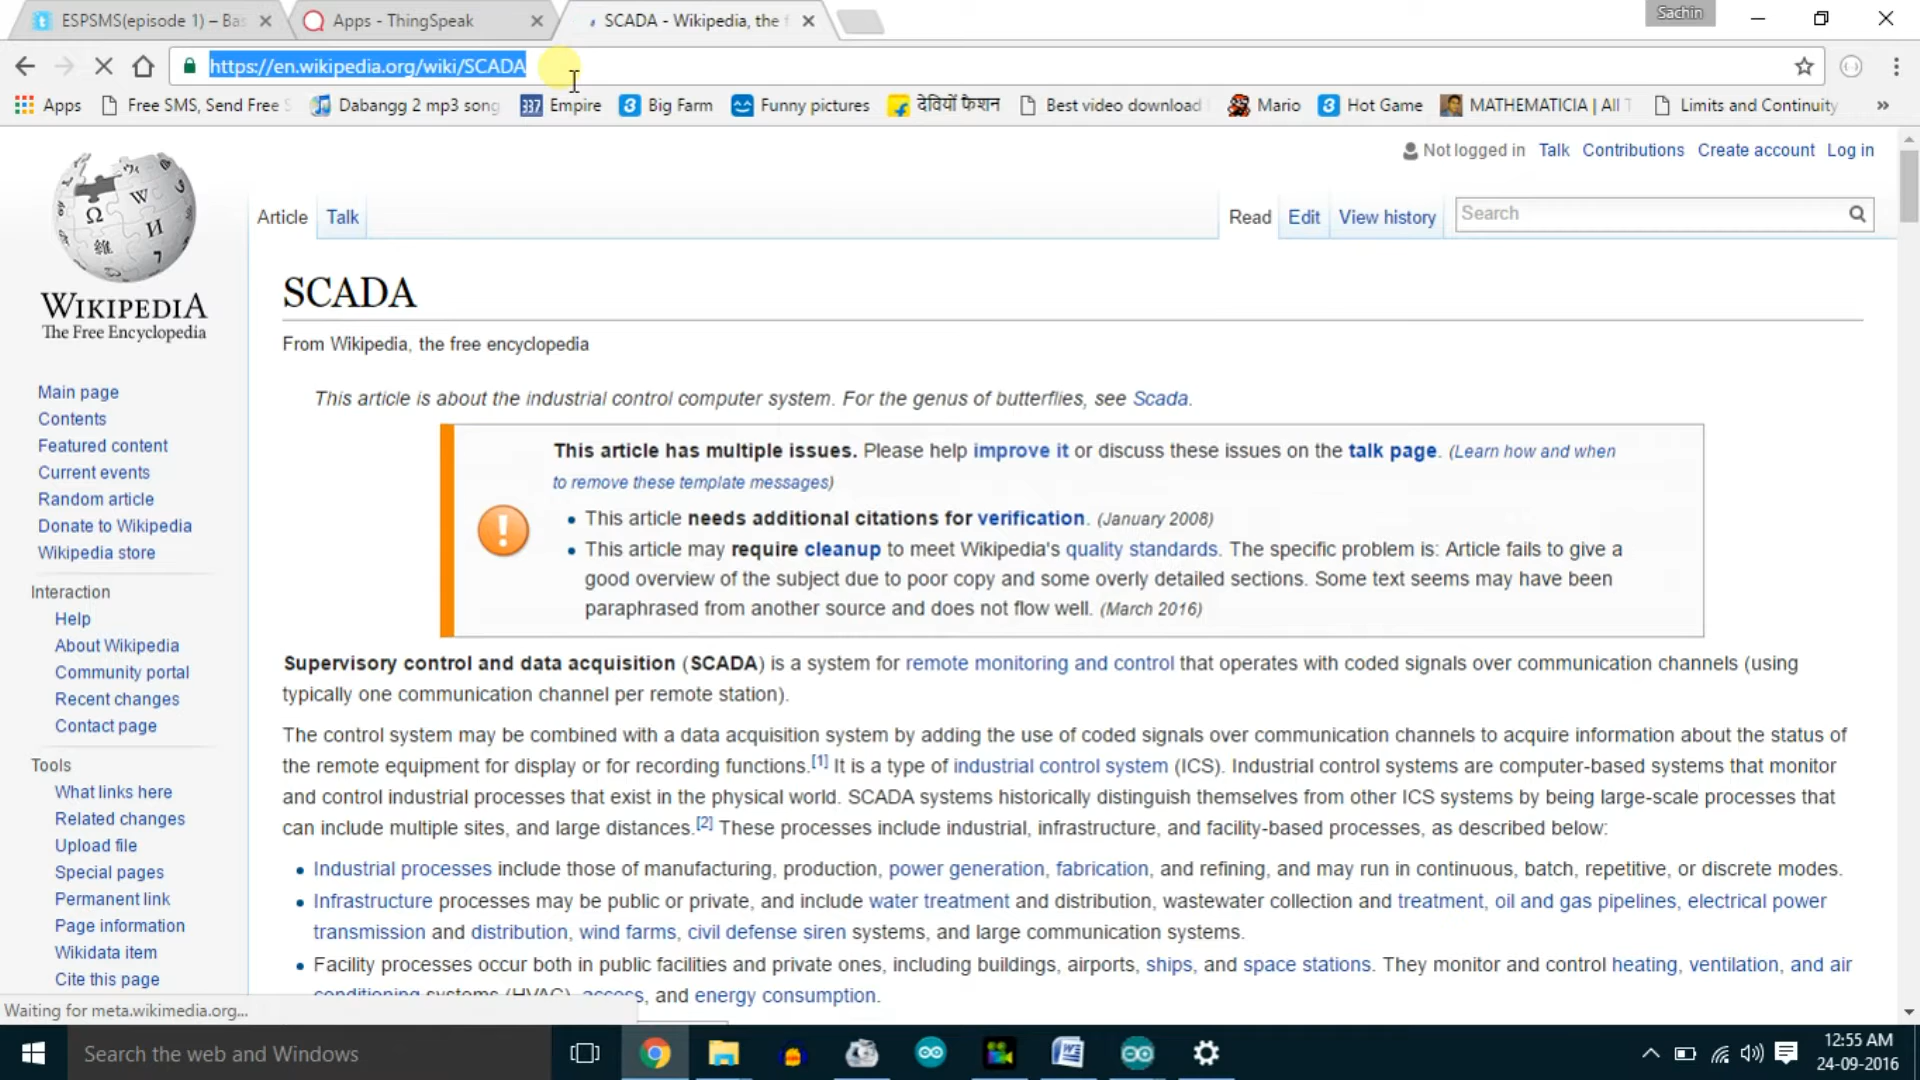 ESPSMS(episode 1) – Bas
Apps - ThingSpeak
SCADA - Wikipedia, the f
Sachin
https://en.wikipedia.org/wiki/SCADA
Apps
Free SMS, Send Free S
Dabangg 2 mp3 song
337
Empire
Big Farm
Funny pictures
देवियों फैशन
Best video download
Mario
Hot Game
MATHEMATICIA | All T
Limits and Continuity
»
Not logged in Talk Contributions Create account Log in
Article Talk
Read Edit View history
Search
WIKIPEDIA
The Free Encyclopedia
Main page
Contents
Featured content
Current events
Random article
Donate to Wikipedia
Wikipedia store
Interaction
Help
About Wikipedia
Community portal
Recent changes
Contact page
Tools
What links here
Related changes
Upload file
Special pages
Permanent link
Page information
Wikidata item
Cite this page
SCADA
From Wikipedia, the free encyclopedia
This article is about the industrial control computer system. For the genus of butterflies, see Scada.
This article has multiple issues. Please help improve it or discuss these issues on the talk page. (Learn how and when
to remove these template messages)
• This article needs additional citations for verification. (January 2008)
• This article may require cleanup to meet Wikipedia's quality standards. The specific problem is: Article fails to give a
good overview of the subject due to poor copy and some overly detailed sections. Some text seems may have been
paraphrased from another source and does not flow well. (March 2016)
Supervisory control and data acquisition (SCADA) is a system for remote monitoring and control that operates with coded signals over communication channels (using
typically one communication channel per remote station).
The control system may be combined with a data acquisition system by adding the use of coded signals over communication channels to acquire information about the status of
the remote equipment for display or for recording functions.[1] It is a type of industrial control system (ICS). Industrial control systems are computer-based systems that monitor
and control industrial processes that exist in the physical world. SCADA systems historically distinguish themselves from other ICS systems by being large-scale processes that
can include multiple sites, and large distances.[2] These processes include industrial, infrastructure, and facility-based processes, as described below:
• Industrial processes include those of manufacturing, production, power generation, fabrication, and refining, and may run in continuous, batch, repetitive, or discrete modes.
• Infrastructure processes may be public or private, and include water treatment and distribution, wastewater collection and treatment, oil and gas pipelines, electrical power
transmission and distribution, wind farms, civil defense siren systems, and large communication systems.
• Facility processes occur both in public facilities and private ones, including buildings, airports, ships, and space stations. They monitor and control heating, ventilation, and air
conditioning systems (HVAC), access, and energy consumption.
Waiting for meta.wikimedia.org...
Search the web and Windows
12:55 AM
24-09-2016